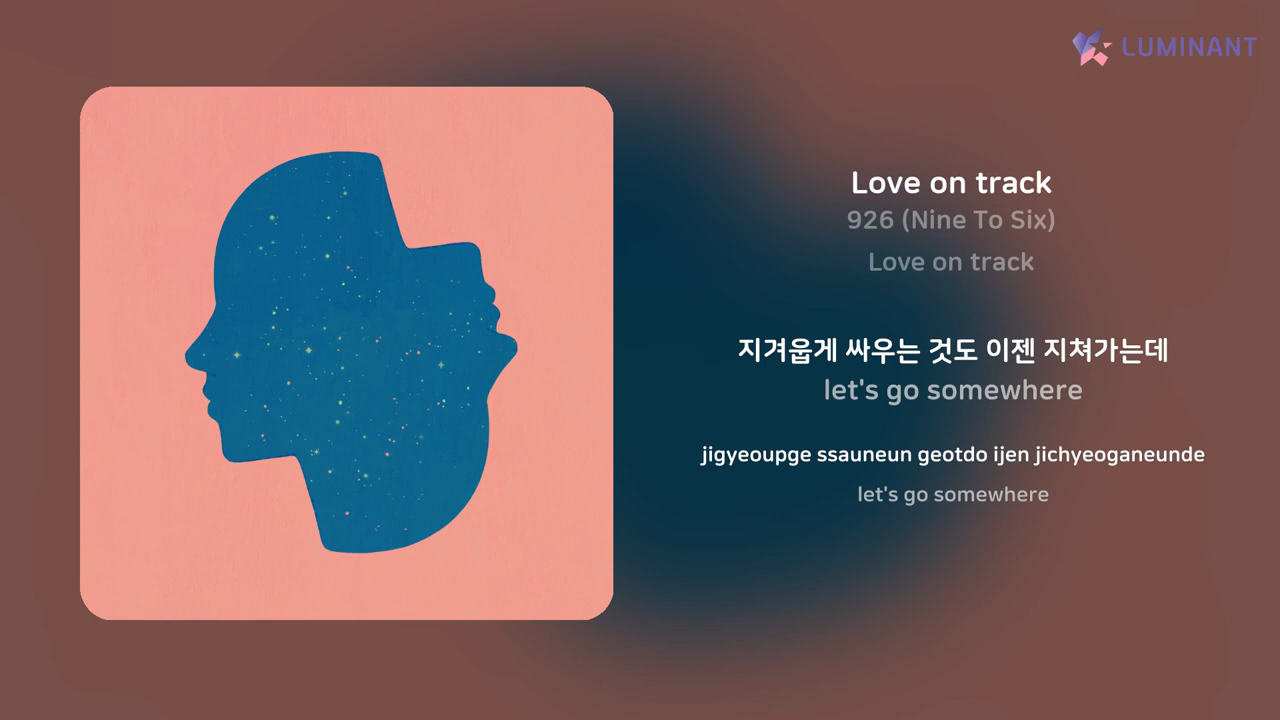 LUMINANT
Love on track
926 (Nine To Six)
Love on track
지겨웁게 싸우는 것도 이젠 지쳐가는데
let's go somewhere
jigyeoupge ssauneun geotdo ijen jichyeoganeunde
let's go somewhere